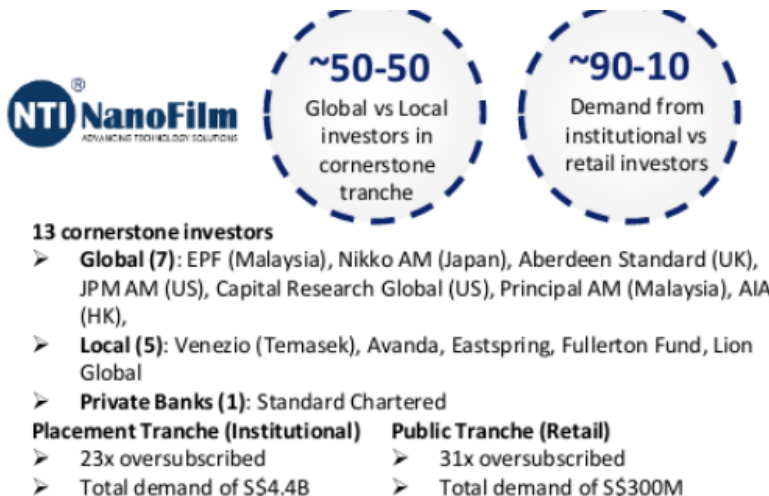 NTI NanoFilm ®
ADVANCING TECHNOLOGY SOLUTIONS
~50-50
Global vs Local
investors in
cornerstone
tranche
~90-10
Demand from
institutional vs
retail investors
13 cornerstone investors
➢ Global (7): EPF (Malaysia), Nikko AM (Japan), Aberdeen Standard (UK),
JPM AM (US), Capital Research Global (US), Principal AM (Malaysia), AIA
(HK),
➢ Local (5): Venezio (Temasek), Avanda, Eastspring, Fullerton Fund, Lion
Global
➢ Private Banks (1): Standard Chartered
Placement Tranche (Institutional)
➢ 23x oversubscribed
➢ Total demand of S$4.4B
Public Tranche (Retail)
➢ 31x oversubscribed
➢ Total demand of S$300M